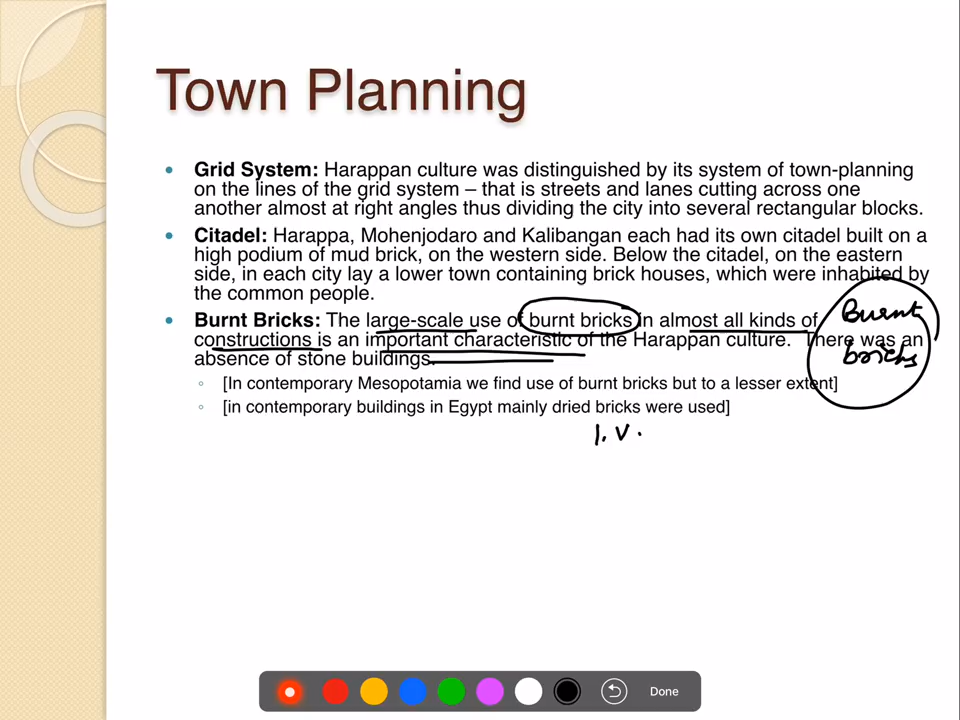 Town Planning
• Grid System: Harappan culture was distinguished by its system of town-planning
on the lines of the grid system – that is streets and lanes cutting across one
another almost at right angles thus dividing the city into several rectangular blocks.
• Citadel: Harappa, Mohenjodaro and Kalibangan each had its own citadel built on a
high podium of mud brick, on the western side. Below the citadel, on the eastern
side, in each city lay a lower town containing brick houses, which were inhabited by
the common people.
• Burnt Bricks: The large-scale use of burnt bricks in almost all kinds of
constructions is an important characteristic of the Harappan culture. There was an
absence of stone buildings.
Burnt
bricks
◦ [In contemporary Mesopotamia we find use of burnt bricks but to a lesser extent]
◦ [in contemporary buildings in Egypt mainly dried bricks were used]
I. V.
Done